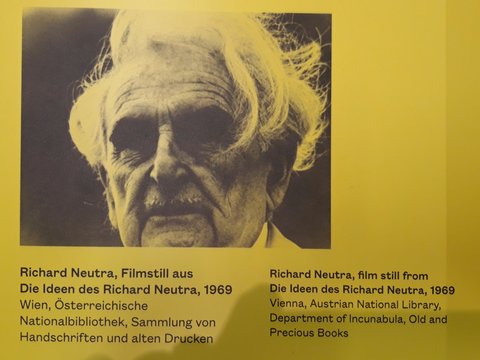 Richard Neutra, Filmstill aus
Die Ideen des Richard Neutra, 1969
Wien, Österreichische
Nationalbibliothek, Sammlung von
Handschriften und alten Drucken
Richard Neutra, film still from
Die Ideen des Richard Neutra, 1969
Vienna, Austrian National Library,
Department of Incunabula, Old and
Precious Books